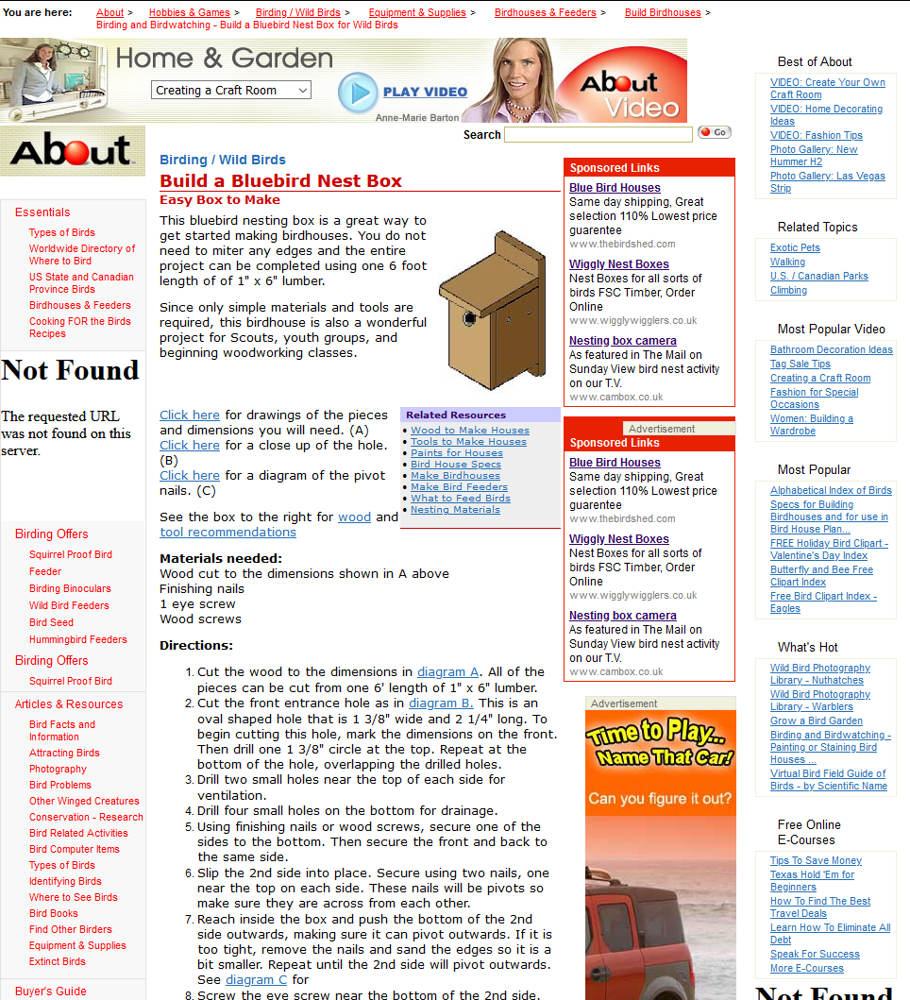 You are here:
About > Hobbies & Games > Birding / Wild Birds > Equipment & Supplies > Birdhouses & Feeders > Build Birdhouses >
Birding and Birdwatching - Build a Bluebird Nest Box for Wild Birds
Home & Garden
Creating a Craft Room
PLAY VIDEO
Anne-Marie Barton
About
Video
Search
Go
About
Essentials
Types of Birds
Worldwide Directory of
Where to Bird
US State and Canadian
Province Birds
Birdhouses & Feeders
Cooking FOR the Birds
Recipes
Not Found
The requested URL
was not found on this
server.
Birding Offers
Squirrel Proof Bird
Feeder
Birding Binoculars
Wild Bird Feeders
Bird Seed
Hummingbird Feeders
Birding Offers
Squirrel Proof Bird
Articles & Resources
Bird Facts and
Information
Attracting Birds
Photography
Bird Problems
Other Winged Creatures
Conservation - Research
Bird Related Activities
Bird Computer Items
Types of Birds
Identifying Birds
Where to See Birds
Bird Books
Find Other Birders
Equipment & Supplies
Extinct Birds
Buyer's Guide
Birding / Wild Birds
Build a Bluebird Nest Box
Easy Box to Make
This bluebird nesting box is a great way to
get started making birdhouses. You do not
need to miter any edges and the entire
project can be completed using one 6 foot
length of of 1" x 6" lumber.
Since only simple materials and tools are
required, this birdhouse is also a wonderful
project for Scouts, youth groups, and
beginning woodworking classes.
Click here for drawings of the pieces
and dimensions you will need. (A)
Click here for a close up of the hole.
(B)
Click here for a diagram of the pivot
nails. (C)
See the box to the right for wood and
tool recommendations
Related Resources
• Wood to Make Houses
• Tools to Make Houses
• Paints for Houses
• Bird House Specs
• Make Birdhouses
• Make Bird Feeders
• What to Feed Birds
• Nesting Materials
Materials needed:
Wood cut to the dimensions shown in A above
Finishing nails
1 eye screw
Wood screws
Directions:
1. Cut the wood to the dimensions in diagram A. All of the
pieces can be cut from one 6' length of 1" x 6" lumber.
2. Cut the front entrance hole as in diagram B. This is an
oval shaped hole that is 1 3/8" wide and 2 1/4" long. To
begin cutting this hole, mark the dimensions on the front.
Then drill one 1 3/8" circle at the top. Repeat at the
bottom of the hole, overlapping the drilled holes.
3. Drill two small holes near the top of each side for
ventilation.
4. Drill four small holes on the bottom for drainage.
5. Using finishing nails or wood screws, secure one of the
sides to the bottom. Then secure the front and back to
the same side.
6. Slip the 2nd side into place. Secure using two nails, one
near the top on each side. These nails will be pivots so
make sure they are across from each other.
7. Reach inside the box and push the bottom of the 2nd
side outwards, making sure it can pivot outwards. If it is
too tight, remove the nails and sand the edges so it is a
bit smaller. Repeat until the 2nd side will pivot outwards.
See diagram C for
8. Screw the eye screw near the bottom of the 2nd side.
Sponsored Links
Blue Bird Houses
Same day shipping, Great
selection 110% Lowest price
guarentee
www.thebirdshed.com
Wiggly Nest Boxes
Nest Boxes for all sorts of
birds FSC Timber, Order
Online
www.wigglywigglers.co.uk
Nesting box camera
As featured in The Mail on
Sunday View bird nest activity
on our T.V.
www.cambox.co.uk
Advertisement
Sponsored Links
Blue Bird Houses
Same day shipping, Great
selection 110% Lowest price
guarentee
www.thebirdshed.com
Wiggly Nest Boxes
Nest Boxes for all sorts of
birds FSC Timber, Order
Online
www.wigglywigglers.co.uk
Nesting box camera
As featured in The Mail on
Sunday View bird nest activity
on our T.V.
www.cambox.co.uk
Advertisement
Time to Play...
Name That Car!
Can you figure it out?
Best of About
VIDEO: Create Your Own
Craft Room
VIDEO: Home Decorating
Ideas
VIDEO: Fashion Tips
Photo Gallery: New
Hummer H2
Photo Gallery: Las Vegas
Strip
Related Topics
Exotic Pets
Walking
U.S. / Canadian Parks
Climbing
Most Popular Video
Bathroom Decoration Ideas
Tag Sale Tips
Creating a Craft Room
Fashion for Special
Occasions
Women: Building a
Wardrobe
Most Popular
Alphabetical Index of Birds
Specs for Building
Birdhouses and for use in
Bird House Plan...
FREE Holiday Bird Clipart -
Valentine's Day Index
Butterfly and Bee Free
Clipart Index
Free Bird Clipart Index -
Eagles
What's Hot
Wild Bird Photography
Library - Nuthatches
Wild Bird Photography
Library - Warblers
Grow a Bird Garden
Birding and Birdwatching -
Painting or Staining Bird
Houses ...
Virtual Bird Field Guide of
Birds - by Scientific Name
Free Online
E-Courses
Tips To Save Money
Texas Hold 'Em for
Beginners
How To Find The Best
Travel Deals
Learn How To Eliminate All
Debt
Speak For Success
More E-Courses
Not Found